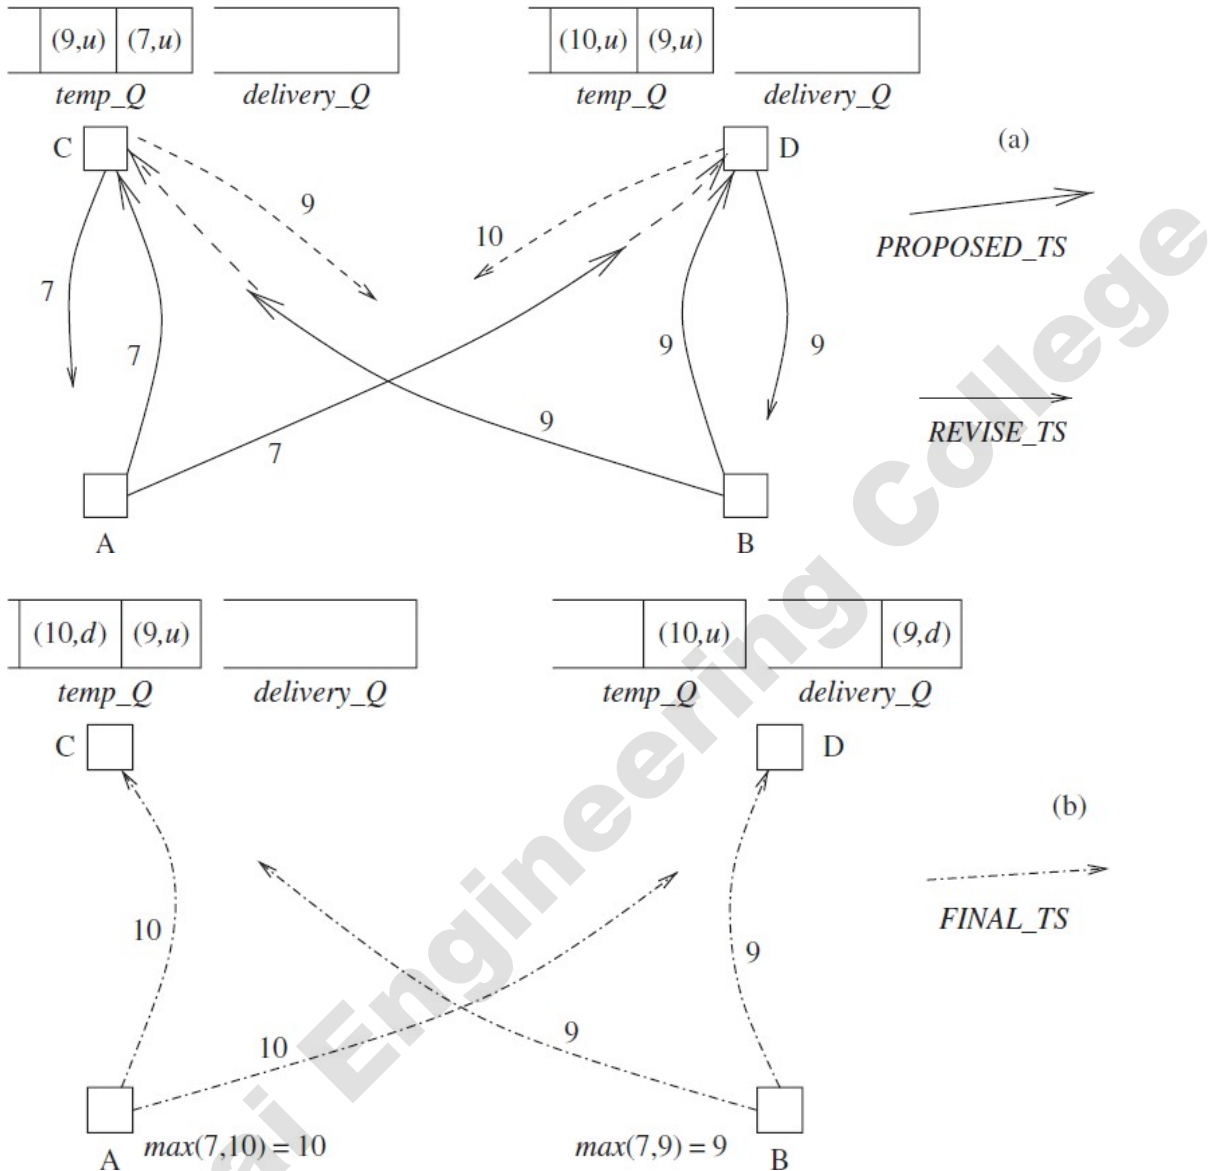 (9,u) (7,u) (10,u) (9,u)
temp_Q delivery_Q temp_Q delivery_Q
C D (a)
9 10
PROPOSED_TS
7 7 9 9
REVISE_TS
9
7
A B
(10,d) (9,u) (10,u) (9,d)
temp_Q delivery_Q temp_Q delivery_Q
C D
(b)
10 9
FINAL_TS
10 9
A max(7,10) = 10 max(7,9) = 9 B
Engineering College